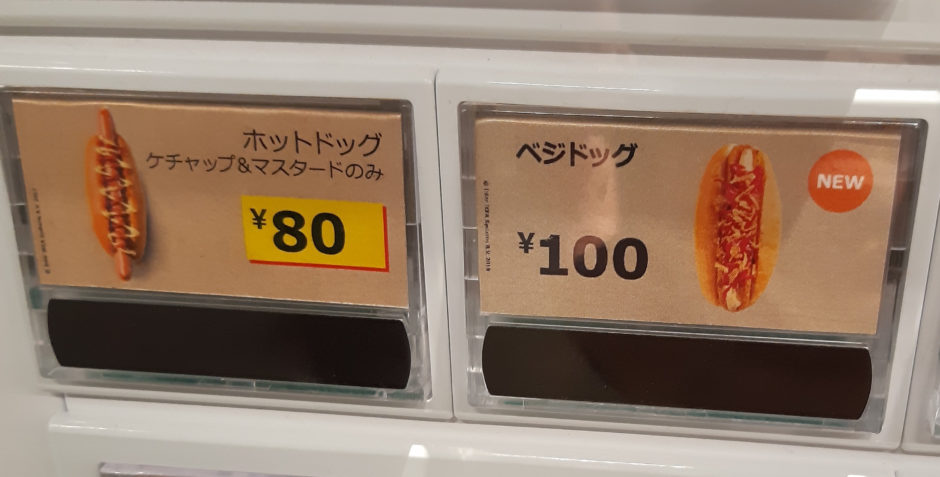 ホットドッグ
ケチャップ&マスタードのみ
¥80
ベジドッグ
NEW
¥100